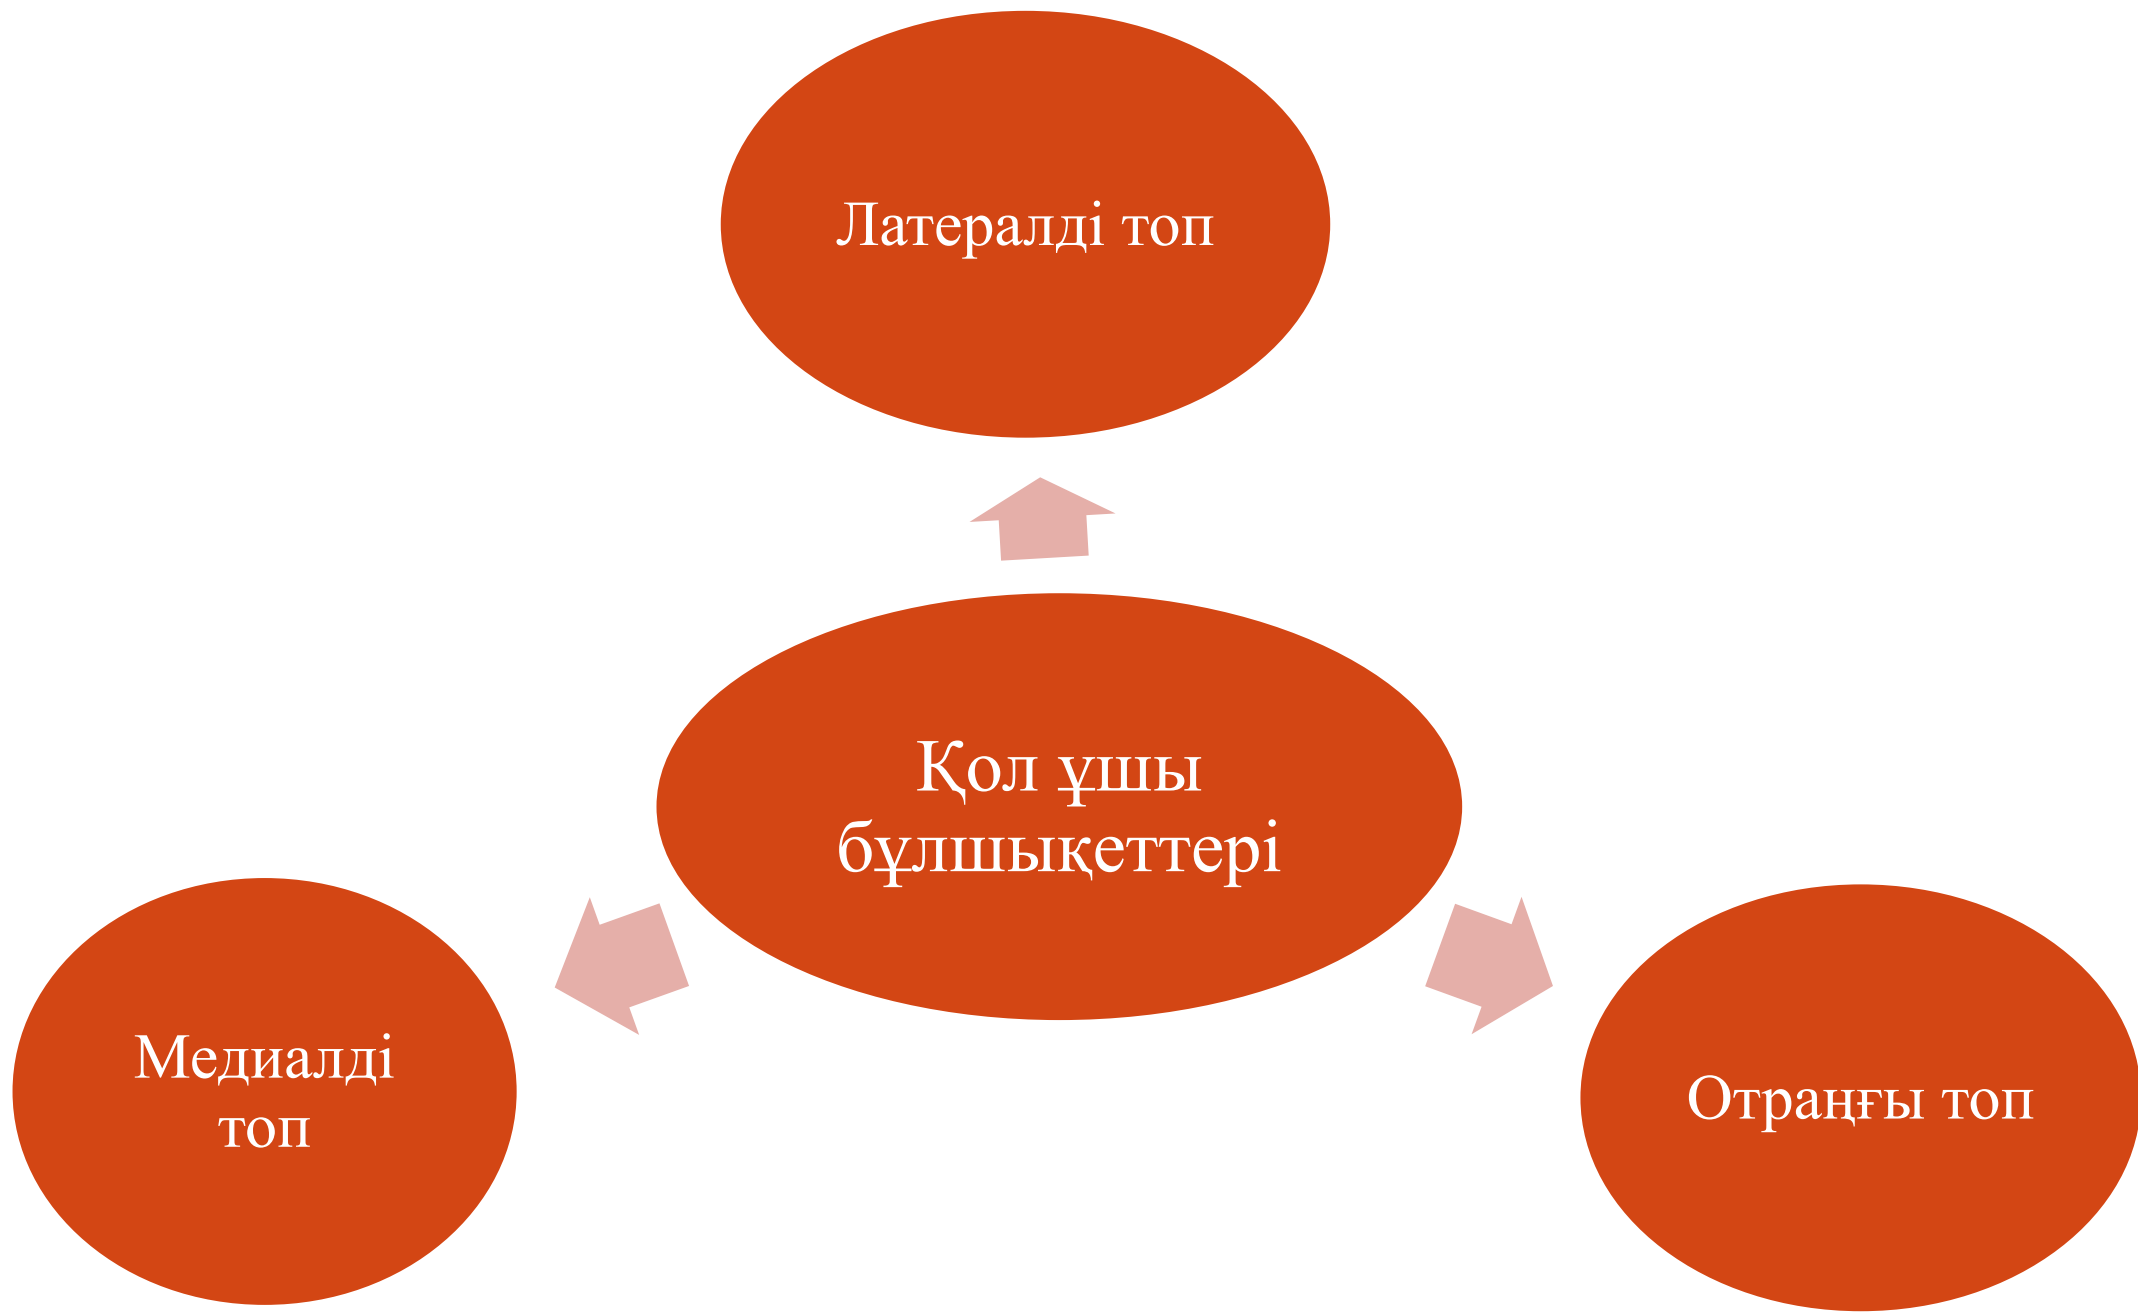 Латералді топ
Қол ұшы
бұлшықеттері
Медиалді
топ
Отраңғы топ